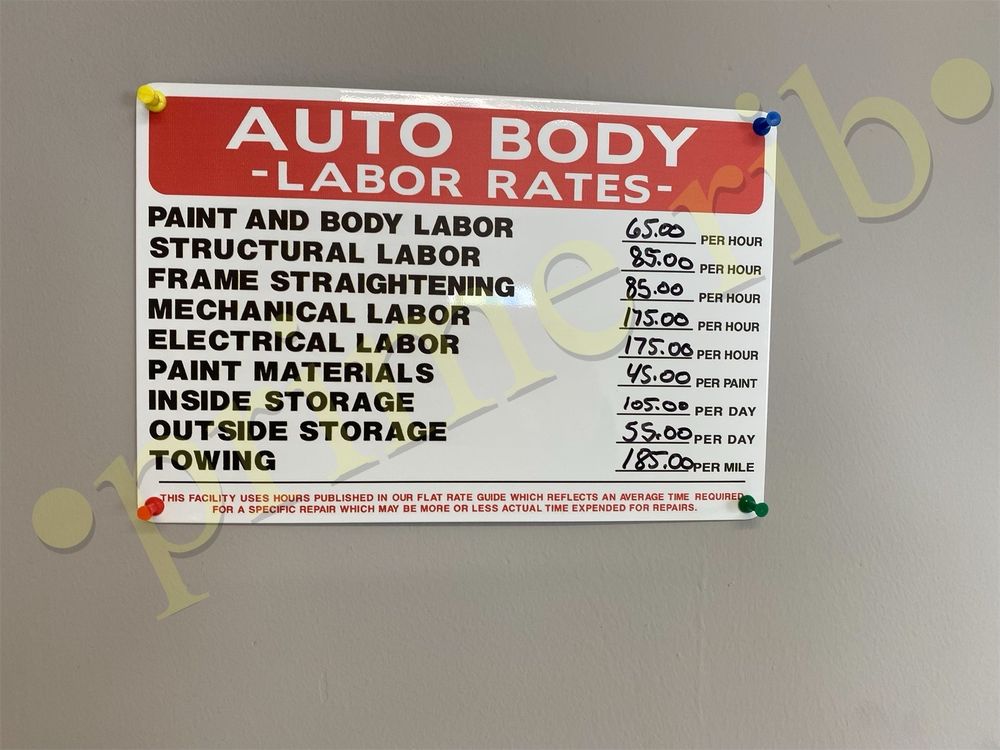 AUTO BODY
-LABOR RATES-
PAINT AND BODY LABOR 65.00 PER HOUR
STRUCTURAL LABOR 85.00 PER HOUR
FRAME STRAIGHTENING 85.00 PER HOUR
MECHANICAL LABOR 175.00 PER HOUR
ELECTRICAL LABOR 175.00 PER HOUR
PAINT MATERIALS 45.00 PER PAINT
INSIDE STORAGE 105.00 PER DAY
OUTSIDE STORAGE 55.00 PER DAY
TOWING 185.00 PER MILE
THIS FACILITY USES HOURS PUBLISHED IN OUR FLAT RATE GUIDE WHICH REFLECTS AN AVERAGE TIME REQUIRED
FOR A SPECIFIC REPAIR WHICH MAY BE MORE OR LESS ACTUAL TIME EXPENDED FOR REPAIRS.
•primerib•